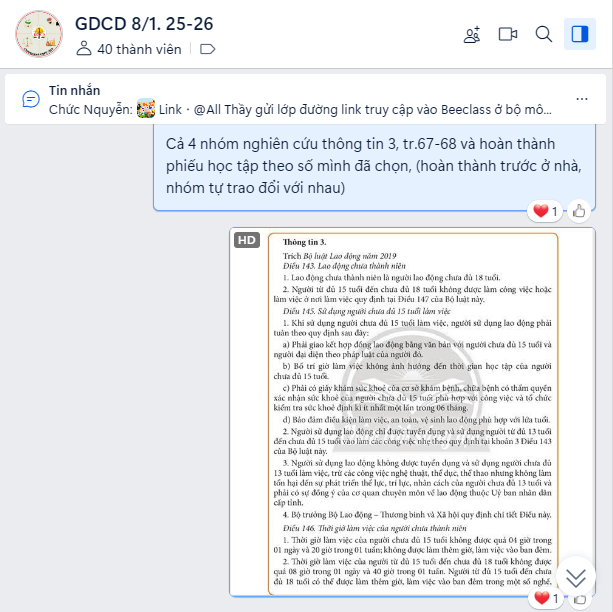 GDCD 8/1. 25-26
40 thành viên
Tin nhắn
Chức Nguyễn: Link · @All Thầy gửi lớp đường link truy cập vào Beeclass ở bộ mô...
Cả 4 nhóm nghiên cứu thông tin 3, tr.67-68 và hoàn thành
phiếu học tập theo số mình đã chọn, (hoàn thành trước ở nhà,
nhóm tự trao đổi với nhau)
1
HD
Thông tin 3.
Trích Bộ luật Lao động năm 2019
Điều 143. Lao động chưa thành niên
1. Lao động chưa thành niên là người lao động chưa đủ 18 tuổi.
2. Người từ đủ 15 tuổi đến chưa đủ 18 tuổi không được làm công việc hoặc
làm việc ở nơi làm việc quy định tại Điều 147 của Bộ luật này.
Điều 145. Sử dụng người chưa đủ 15 tuổi làm việc
1. Khi sử dụng người chưa đủ 15 tuổi làm việc, người sử dụng lao động phải
tuân theo quy định sau đây:
a) Phải giao kết hợp đồng lao động bằng văn bản với người chưa đủ 15 tuổi và
người đại diện theo pháp luật của người đó.
b) Bố trí giờ làm việc không ảnh hưởng đến thời gian học tập của người
chưa đủ 15 tuổi.
c) Phải có giấy khám sức khoẻ của cơ sở khám bệnh, chữa bệnh có thẩm quyền
xác nhận sức khoẻ của người chưa đủ 15 tuổi phù hợp với công việc và tổ chức
kiểm tra sức khoẻ định kì ít nhất một lần trong 06 tháng.
d) Bảo đảm điều kiện làm việc, an toàn, vệ sinh lao động phù hợp với lứa tuổi.
2. Người sử dụng lao động chỉ được tuyển dụng và sử dụng người từ đủ 13 tuổi
đến chưa đủ 15 tuổi vào làm các công việc nhẹ theo quy định tại khoản 3 Điều 143
của Bộ luật này.
3. Người sử dụng lao động không được tuyển dụng và sử dụng người chưa đủ
13 tuổi làm việc, trừ các công việc nghệ thuật, thể dục, thể thao nhưng không làm
tổn hại đến sự phát triển thể lực, trí lực, nhân cách của người chưa đủ 13 tuổi và
phải có sự đồng ý của cơ quan chuyên môn về lao động thuộc Uỷ ban nhân dân
cấp tỉnh.
4. Bộ trưởng Bộ Lao động – Thương binh và Xã hội quy định chi tiết Điều này.
Điều 146. Thời giờ làm việc của người chưa thành niên
1. Thời giờ làm việc của người chưa đủ 15 tuổi không được quá 04 giờ trong
01 ngày và 20 giờ trong 01 tuần; không được làm thêm giờ, làm việc vào ban đêm.
2. Thời giờ làm việc của người từ đủ 15 tuổi đến chưa đủ 18 tuổi không được
quá 08 giờ trong 01 ngày và 40 giờ trong 01 tuần. Người từ đủ 15 tuổi đến chưa
đủ 18 tuổi có thể được làm thêm giờ, làm việc vào ban đêm trong một số nghề,
1